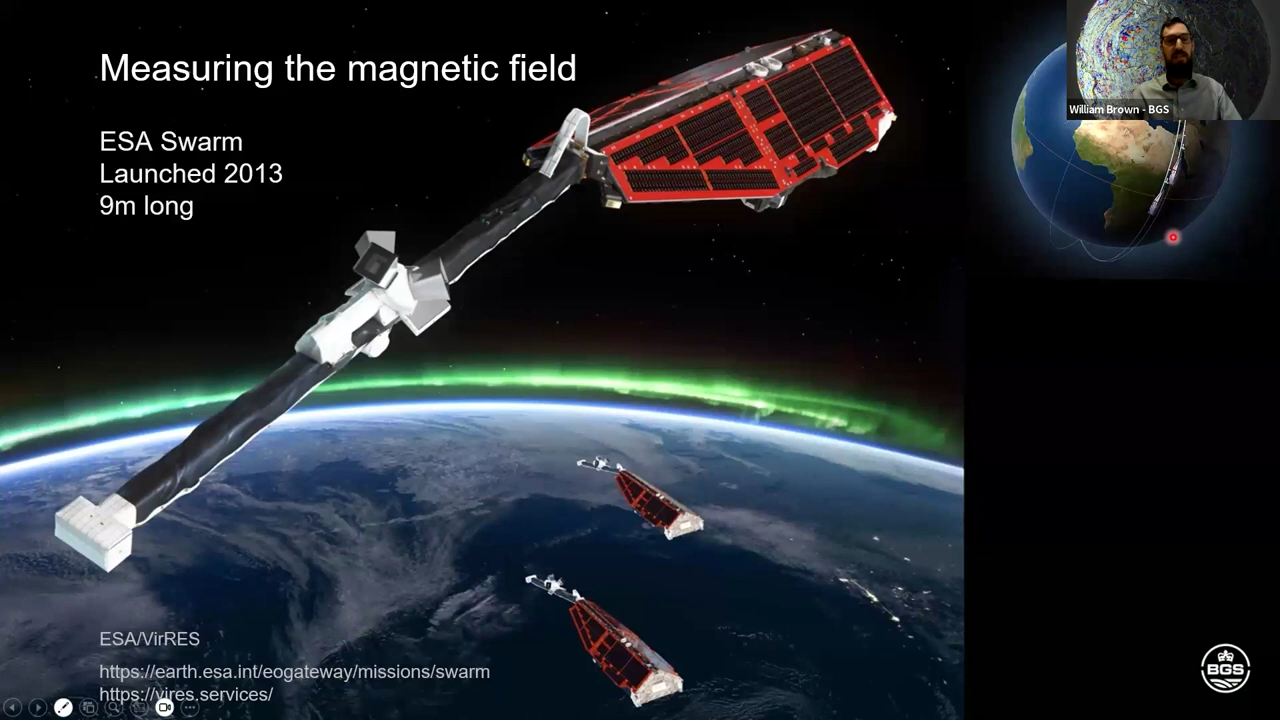 Measuring the magnetic field
ESA Swarm
Launched 2013
9m long
William Brown - BGS
ESA/VirRES
https://earth.esa.int/eogateway/missions/swarm
https://vires.services/
BGS